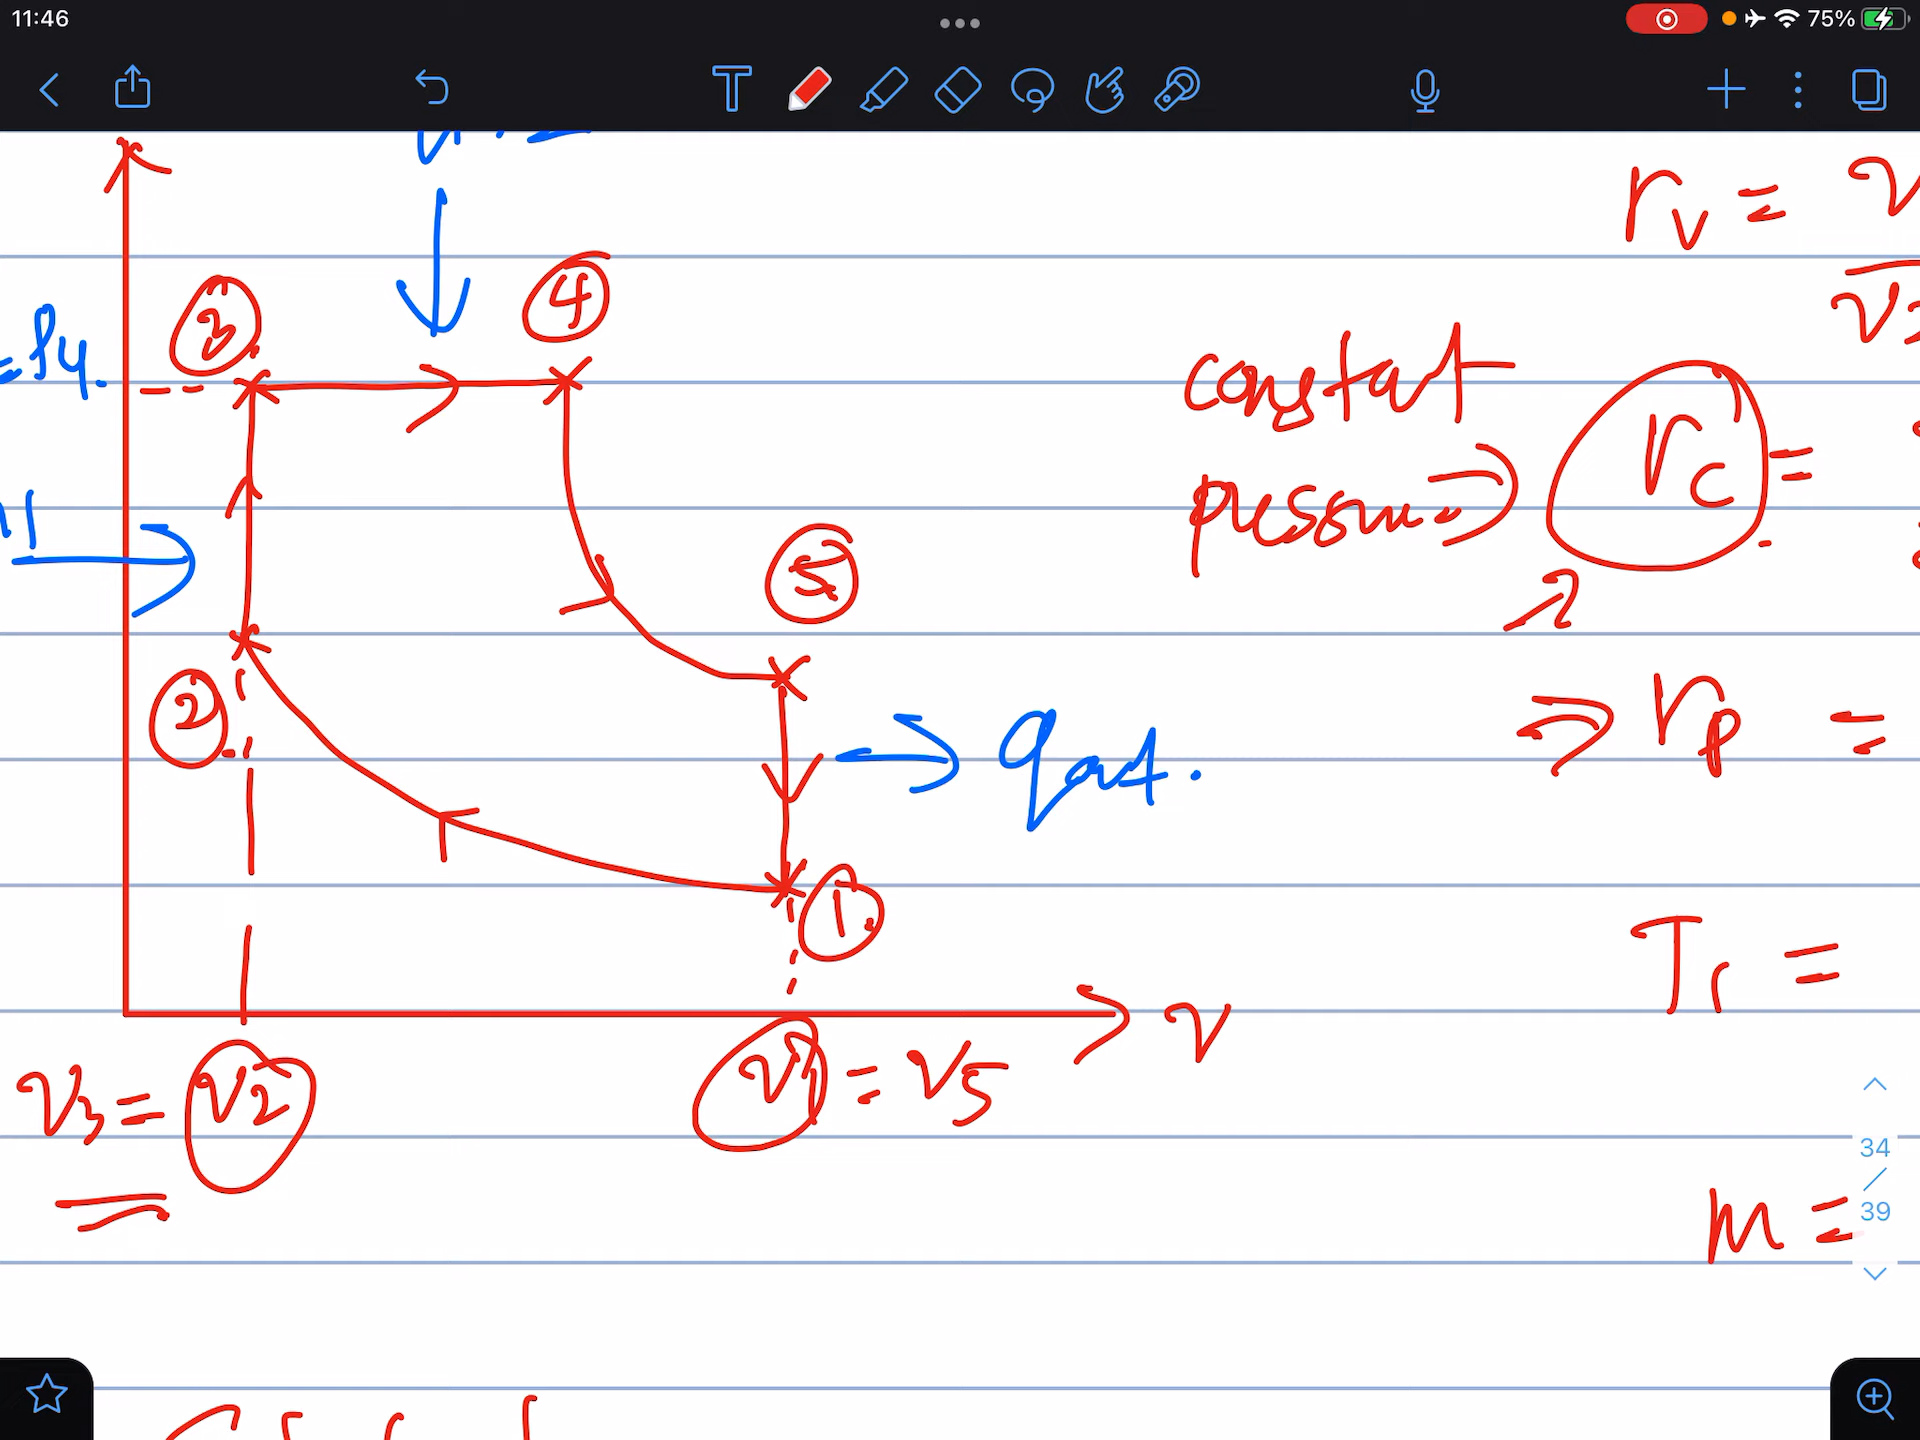 11:46
75%
rv = v
③
④
=P4.
constant
pressure
rc =
⑤
②
qout.
=> rp =
①
Tr =
v
v3 = v2
v1 = v5
34
/
39
m =